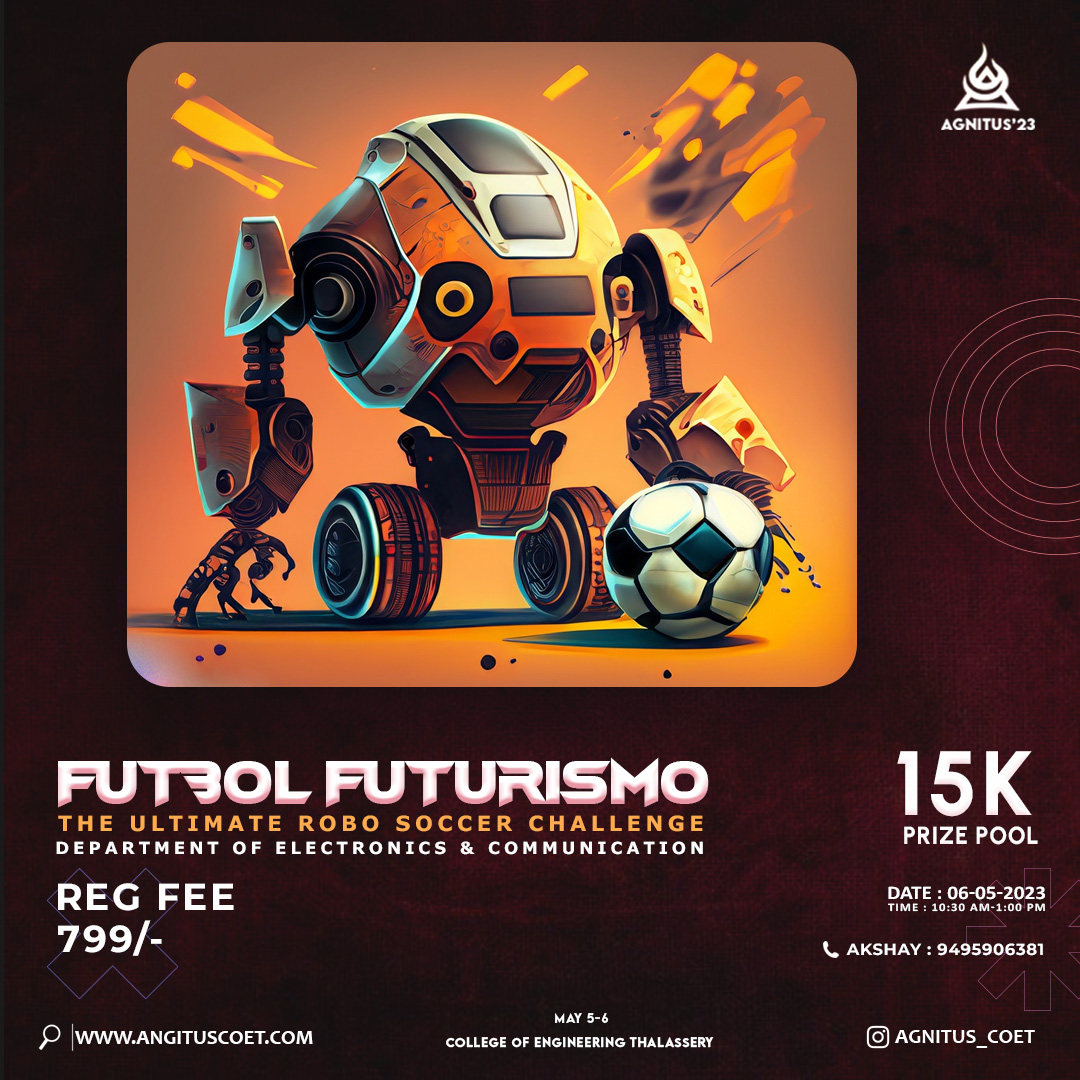 AGNITUS'23
FUTBOL FUTURISMO
THE ULTIMATE ROBO SOCCER CHALLENGE
DEPARTMENT OF ELECTRONICS & COMMUNICATION
15K
PRIZE POOL
REG FEE
799/-
DATE : 06-05-2023
TIME : 10:30 AM-1:00 PM
AKSHAY : 9495906381
WWW.ANGITUSCOET.COM
MAY 5-6
COLLEGE OF ENGINEERING THALASSERY
AGNITUS_COET